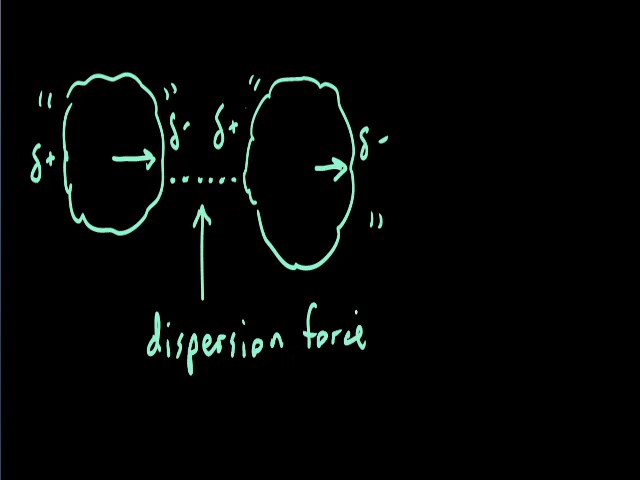 δ+ δ- δ+ δ-
dispersion force